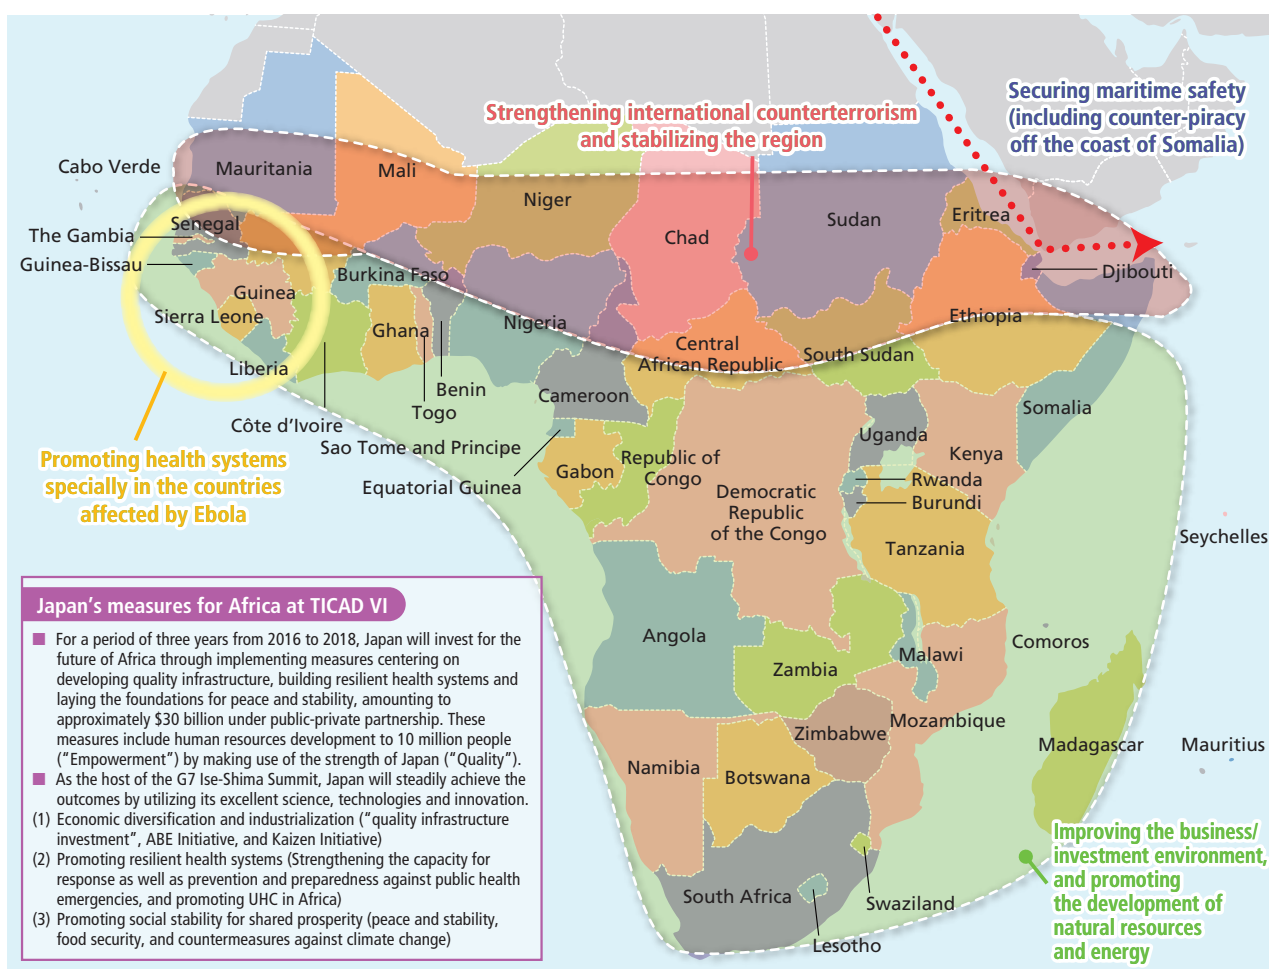 Strengthening international counterterrorism
and stabilizing the region
Securing maritime safety
(including counter-piracy
off the coast of Somalia)
Cabo Verde
Mauritania
Mali
Niger
Chad
Sudan
Eritrea
Djibouti
Senegal
The Gambia
Guinea-Bissau
Guinea
Sierra Leone
Liberia
Burkina Faso
Ghana
Nigeria
Benin
Togo
Côte d’Ivoire
Central
African Republic
South Sudan
Ethiopia
Cameroon
Sao Tome and Principe
Equatorial Guinea
Gabon
Republic of
Congo
Democratic
Republic
of the Congo
Uganda
Kenya
Somalia
Rwanda
Burundi
Tanzania
Seychelles
Comoros
Angola
Zambia
Malawi
Mozambique
Zimbabwe
Madagascar
Mauritius
Namibia
Botswana
South Africa
Swaziland
Lesotho
Promoting health systems
specially in the countries
affected by Ebola
Improving the business/
investment environment,
and promoting
the development of
natural resources
and energy
Japan’s measures for Africa at TICAD VI
■ For a period of three years from 2016 to 2018, Japan will invest for the
future of Africa through implementing measures centering on
developing quality infrastructure, building resilient health systems and
laying the foundations for peace and stability, amounting to
approximately $30 billion under public-private partnership. These
measures include human resources development to 10 million people
(“Empowerment”) by making use of the strength of Japan (“Quality”).
■ As the host of the G7 Ise-Shima Summit, Japan will steadily achieve the
outcomes by utilizing its excellent science, technologies and innovation.
(1) Economic diversification and industrialization (“quality infrastructure
investment”, ABE Initiative, and Kaizen Initiative)
(2) Promoting resilient health systems (Strengthening the capacity for
response as well as prevention and preparedness against public health
emergencies, and promoting UHC in Africa)
(3) Promoting social stability for shared prosperity (peace and stability,
food security, and countermeasures against climate change)